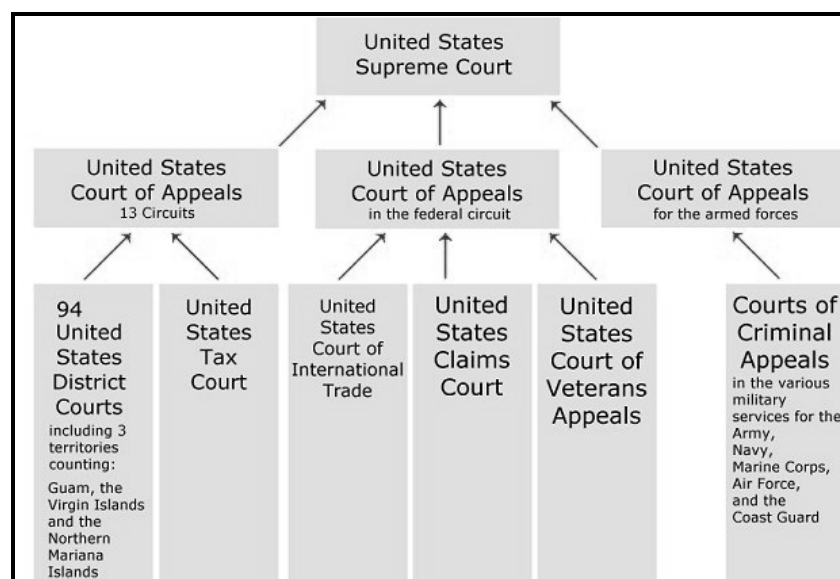 United States
Supreme Court
United States
Court of Appeals
13 Circuits
United States
Court of Appeals
in the federal circuit
United States
Court of Appeals
for the armed forces
94
United
States
District
Courts
including 3
territories
counting:
Guam, the
Virgin Islands
and the
Northern
Mariana
Islands
United
States
Tax
Court
United
States
Court of
International
Trade
United
States
Claims
Court
United
States
Court of
Veterans
Appeals
Courts of
Criminal
Appeals
in the various
military
services for the
Army,
Navy,
Marine Corps,
Air Force,
and the
Coast Guard